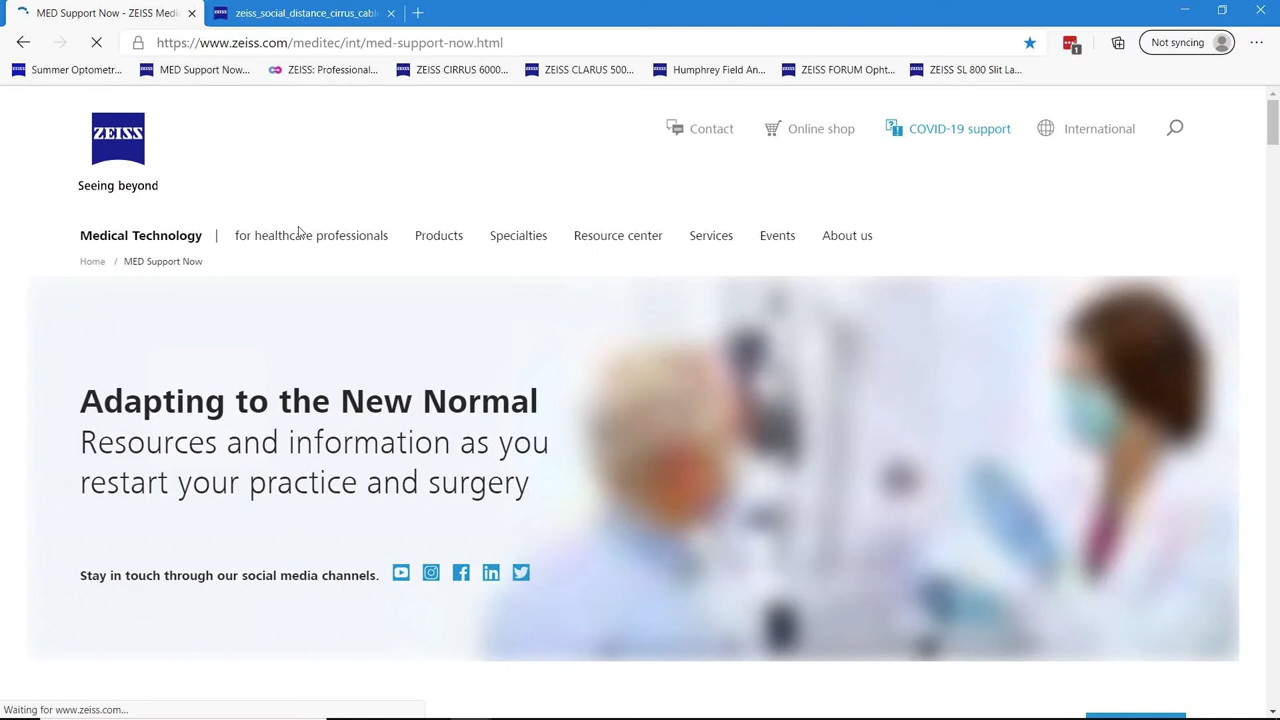 MED Support Now - ZEISS Medi
zeiss_social_distance_cirrus_cabl
https://www.zeiss.com/meditec/int/med-support-now.html
1
Not syncing
Summer Optometr...
MED Support Now...
ZEISS: Professional...
ZEISS CIRRUS 6000...
ZEISS CLARUS 500...
Humphrey Field An...
ZEISS FORUM Opht...
ZEISS SL 800 Slit La...
ZEISS
Seeing beyond
Contact
Online shop
COVID-19 support
International
Medical Technology | for healthcare professionals
Products
Specialties
Resource center
Services
Events
About us
Home / MED Support Now
Adapting to the New Normal
Resources and information as you
restart your practice and surgery
Stay in touch through our social media channels.
Waiting for www.zeiss.com...